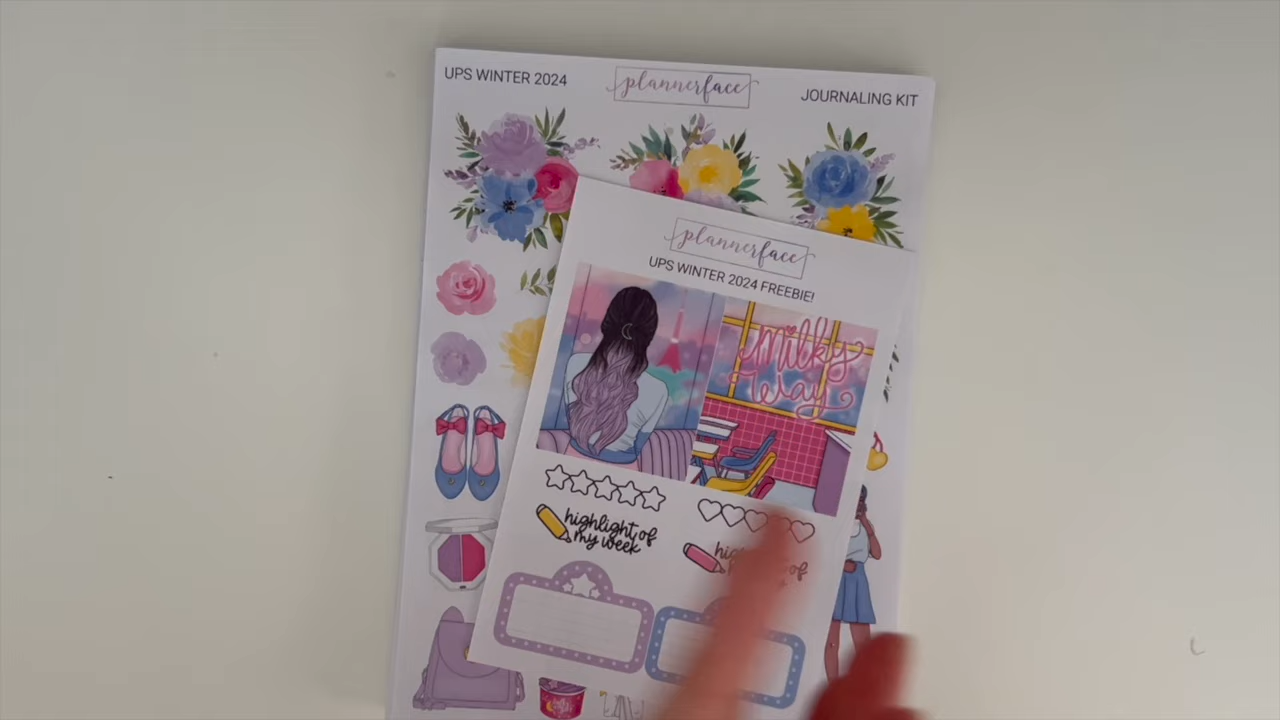 UPS WINTER 2024
plannerface
JOURNALING KIT
plannerface
UPS WINTER 2024 FREEBIE!
Milky
Way
highlight of
my week